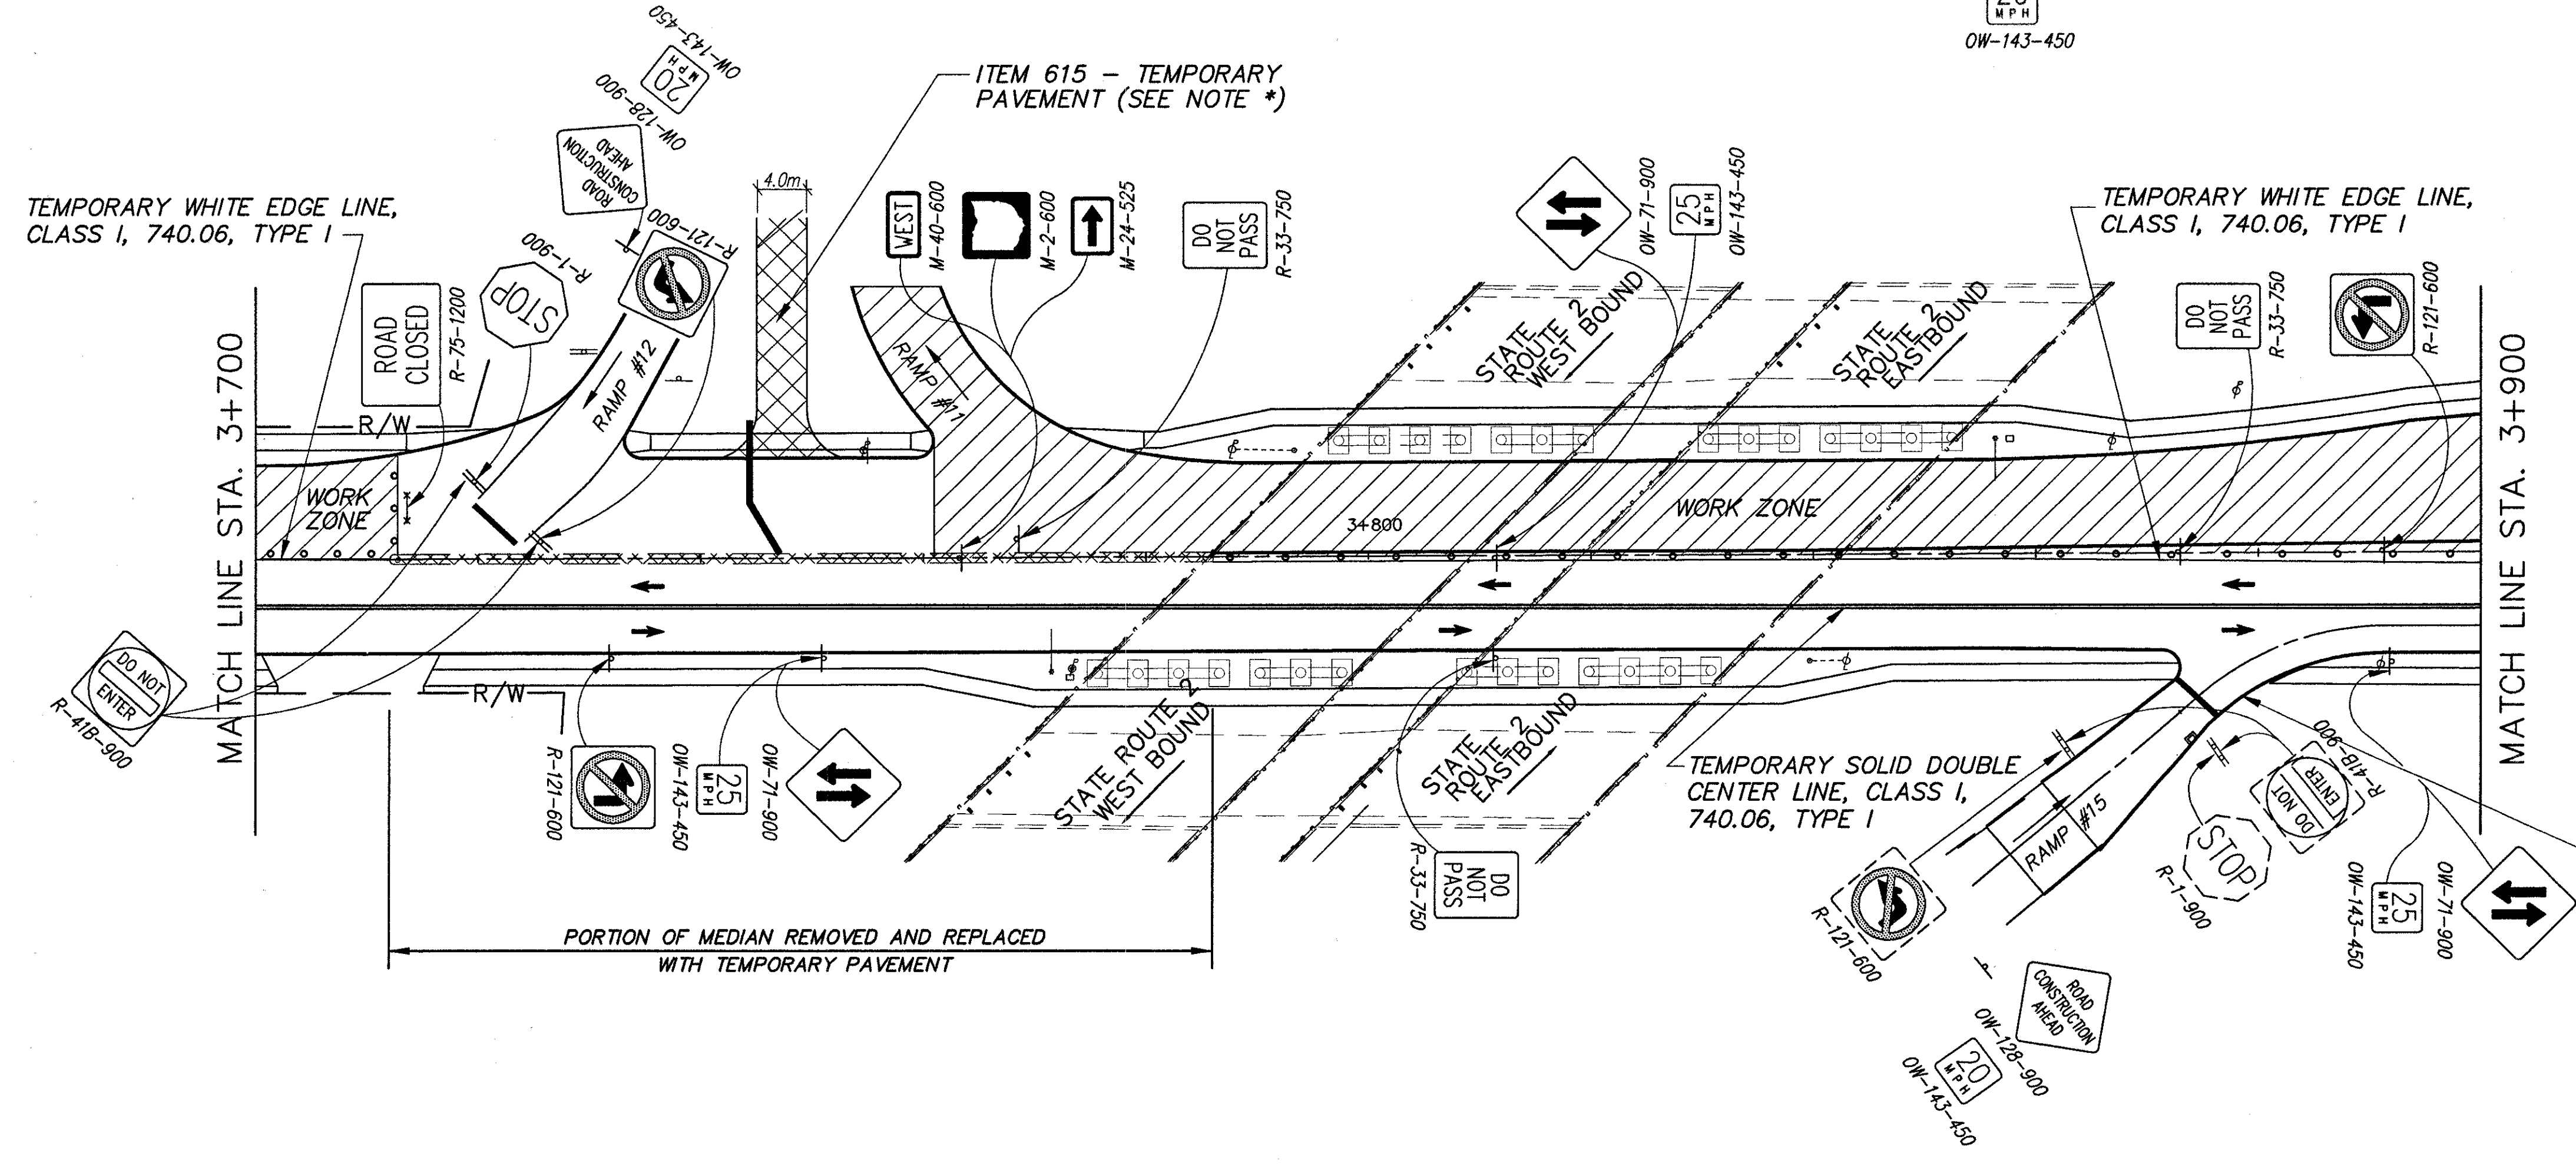 MPH
OW-143-450
OW-143-450
20
MPH
OW-128-900
ROAD
CONSTRUCTION
AHEAD
ITEM 615 – TEMPORARY
PAVEMENT (SEE NOTE *)
4.0m
TEMPORARY WHITE EDGE LINE,
CLASS I, 740.06, TYPE I
R-121-600
R-1-900
STOP
ROAD
CLOSED
R-75-1200
WEST
M-40-600
M-2-600
M-24-525
DO
NOT
PASS
R-33-750
OW-71-900
25
MPH
OW-143-450
TEMPORARY WHITE EDGE LINE,
CLASS I, 740.06, TYPE I
DO
NOT
PASS
R-33-750
R-121-600
RAMP #12
RAMP #11
STATE
ROUTE 2
WEST BOUND
STATE
ROUTE 2
EASTBOUND
MATCH LINE STA. 3+700
R/W
WORK
ZONE
3+800
WORK ZONE
MATCH LINE STA. 3+900
DO NOT
ENTER
R-41B-900
R/W
R-121-600
OW-143-450
25
MPH
OW-71-900
STATE ROUTE 2
WEST BOUND
STATE
ROUTE 2
EASTBOUND
R-33-750
DO
NOT
PASS
TEMPORARY SOLID DOUBLE
CENTER LINE, CLASS I,
740.06, TYPE I
RAMP #15
R-121-600
STOP
R-1-900
DO NOT
ENTER
R-41B-900
OW-143-450
25
MPH
OW-71-900
PORTION OF MEDIAN REMOVED AND REPLACED
WITH TEMPORARY PAVEMENT
ROAD
CONSTRUCTION
AHEAD
OW-128-900
20
MPH
OW-143-450